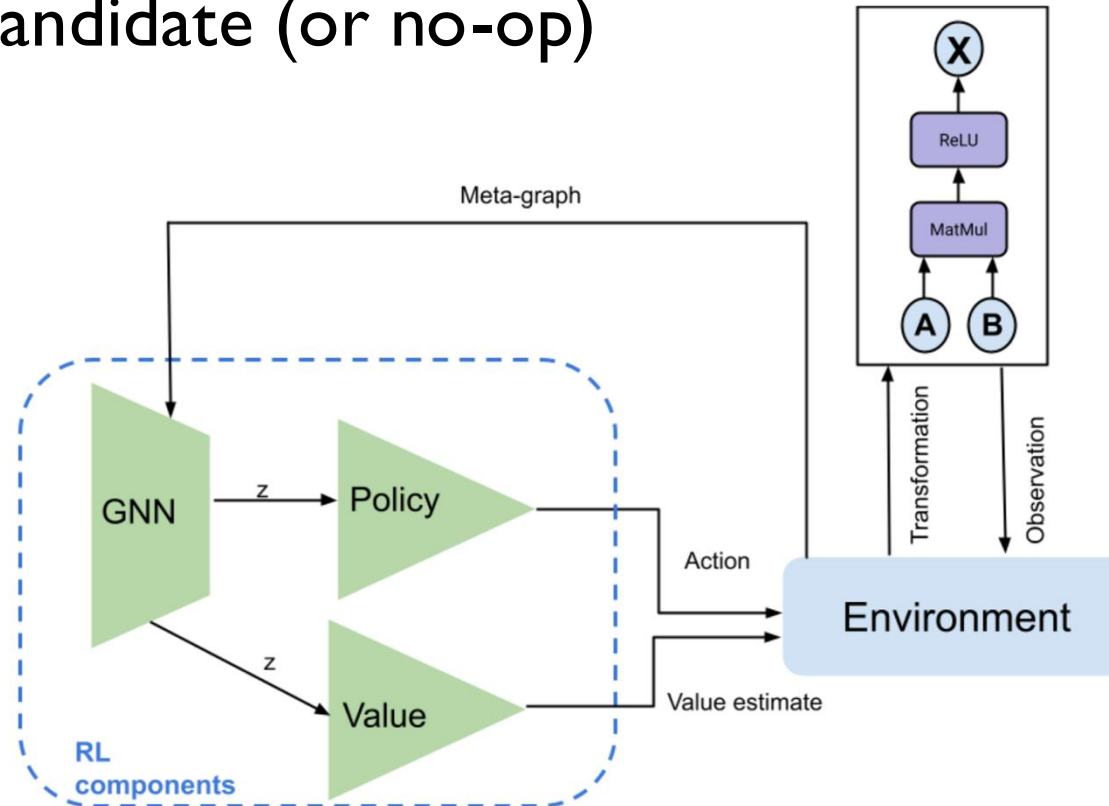 andidate (or no-op)
X
ReLU
MatMul
A B
Meta-graph
Transformation
Observation
GNN
z
Policy
Action
Environment
z
Value
Value estimate
RL
components